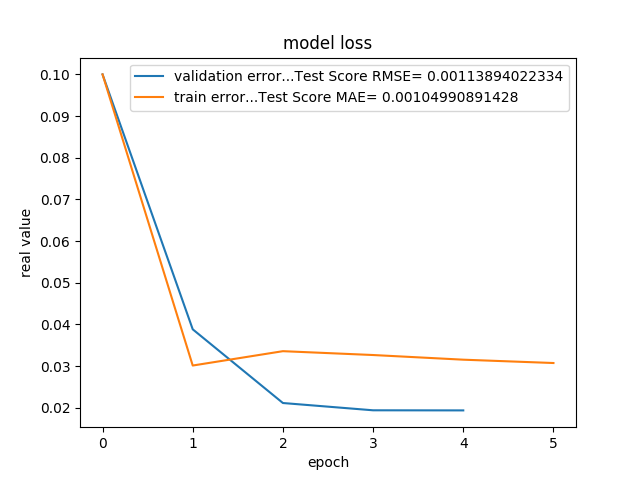 model loss
validation error...Test Score RMSE= 0.00113894022334
train error...Test Score MAE= 0.00104990891428
0.10
0.09
0.08
0.07
0.06
0.05
0.04
0.03
0.02
real value
0 1 2 3 4 5
epoch